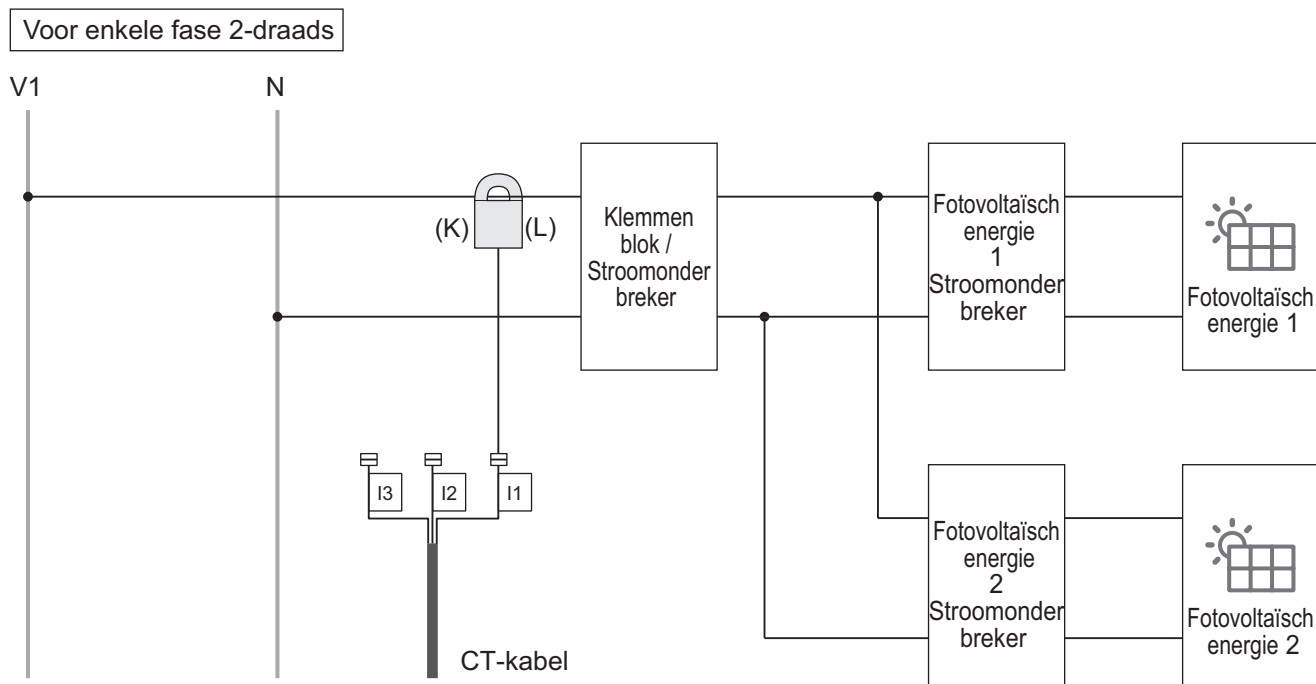 Voor enkele fase 2-draads
V1
N
(K)
(L)
Klemmen
blok /
Stroomonder
breker
Fotovoltaïsch
energie
1
Stroomonder
breker
Fotovoltaïsch
energie 1
I3
I2
I1
CT-kabel
Fotovoltaïsch
energie
2
Stroomonder
breker
Fotovoltaïsch
energie 2